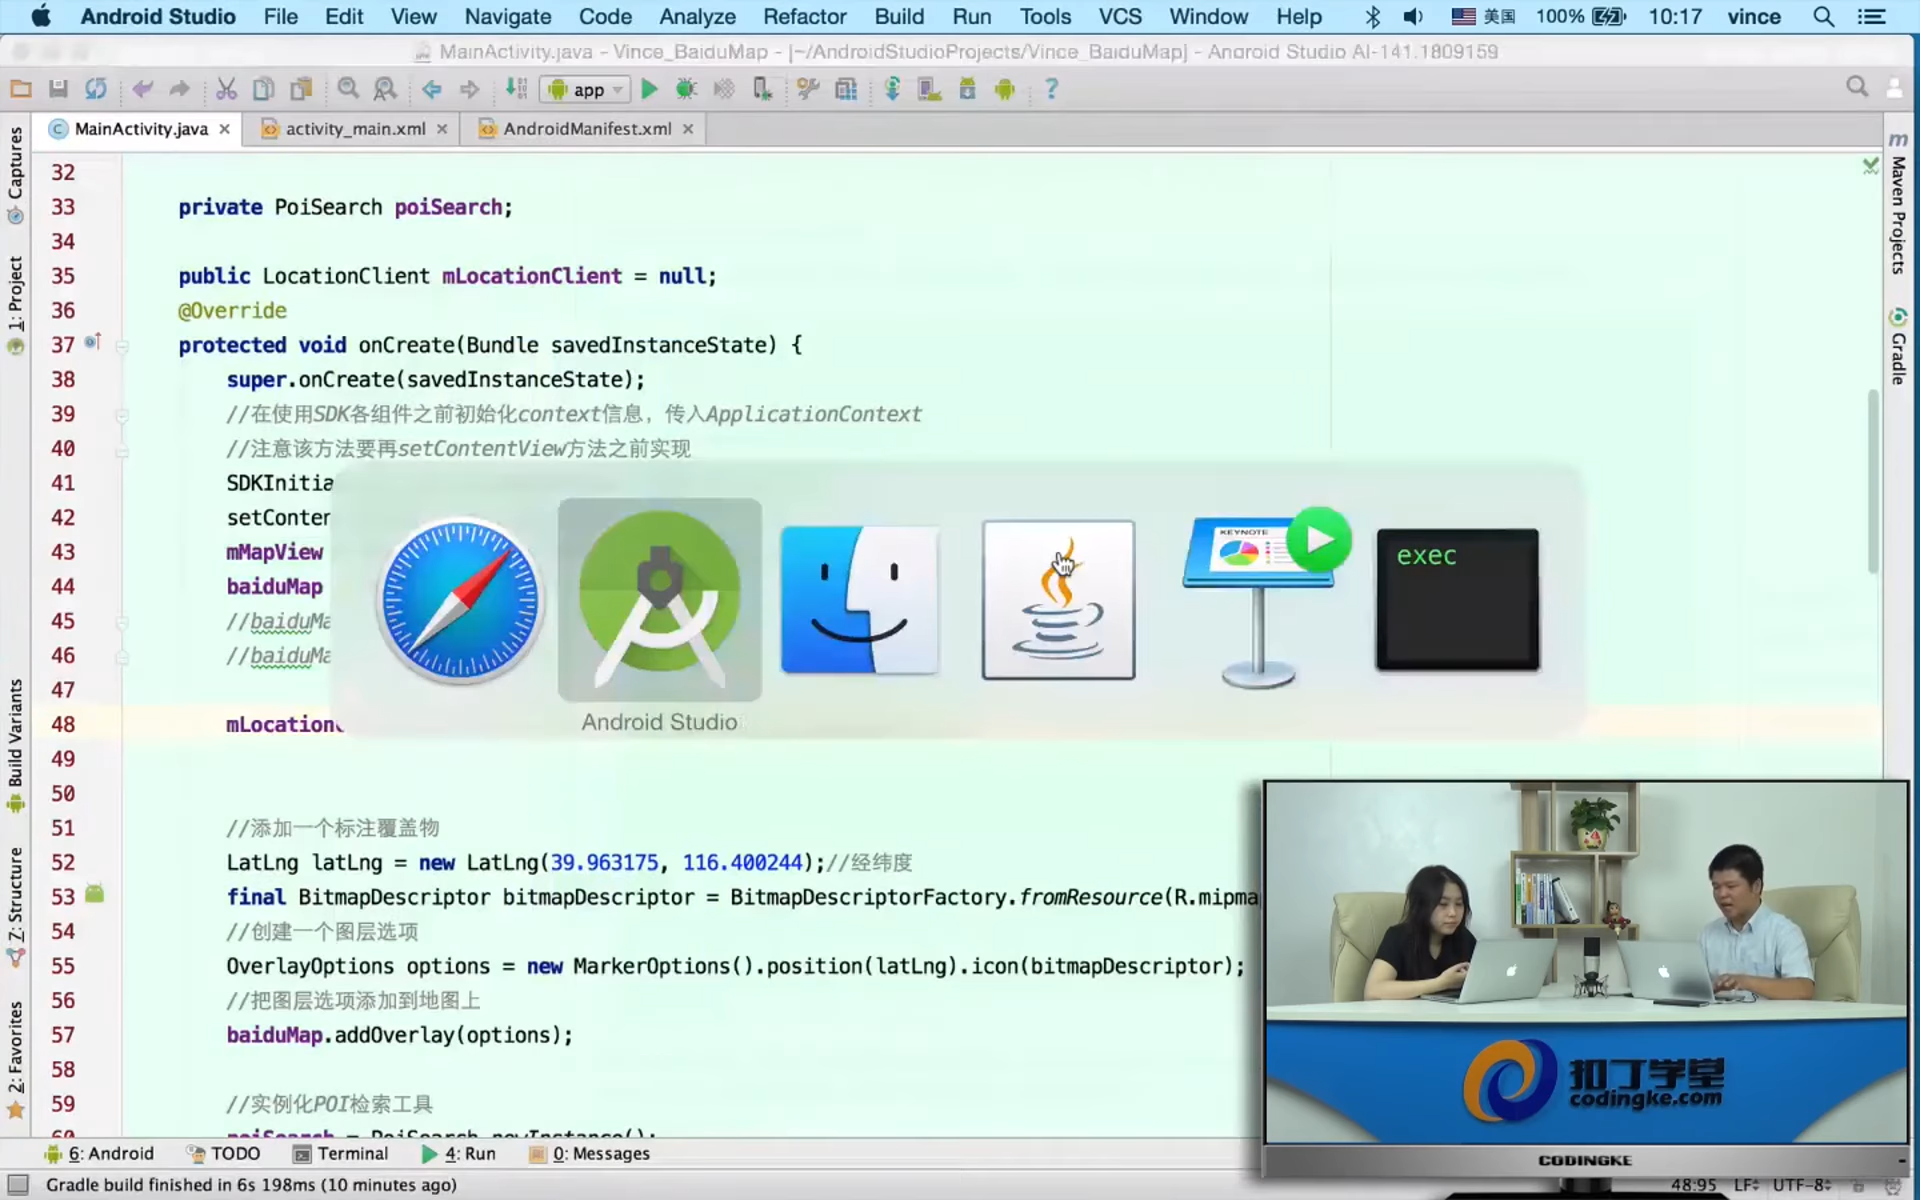 Android Studio File Edit View Navigate Code Analyze Refactor Build Run Tools VCS Window Help 美国 100% 10:17 vince
MainActivity.java - Vince_BaiduMap - [~/AndroidStudioProjects/Vince_BaiduMap] - Android Studio AI-141.1809159
app
MainActivity.java activity_main.xml AndroidManifest.xml
Captures
1: Project
Build Variants
7: Structure
2: Favorites
m Maven Projects
Gradle
32
33 private PoiSearch poiSearch;
34
35 public LocationClient mLocationClient = null;
36 @Override
37 protected void onCreate(Bundle savedInstanceState) {
38 super.onCreate(savedInstanceState);
39 //在使用SDK各组件之前初始化context信息，传入ApplicationContext
40 //注意该方法要再setContentView方法之前实现
41 SDKInitia
42 setConten
43 mMapView
44 baiduMap
45 //baiduMa
46 //baiduMa
47
48 mLocation
49
50
51 //添加一个标注覆盖物
52 LatLng latLng = new LatLng(39.963175, 116.400244);//经纬度
53 final BitmapDescriptor bitmapDescriptor = BitmapDescriptorFactory.fromResource(R.mipma
54 //创建一个图层选项
55 OverlayOptions options = new MarkerOptions().position(latLng).icon(bitmapDescriptor);
56 //把图层选项添加到地图上
57 baiduMap.addOverlay(options);
58
59 //实例化POI检索工具
60 poiSearch = PoiSearch.newInstance();
KEYNOTE
exec
Android Studio
扣丁学堂
codingke.com
CODINGKE
6: Android TODO Terminal 4: Run 0: Messages
Gradle build finished in 6s 198ms (10 minutes ago) 48:95 LF UTF-8